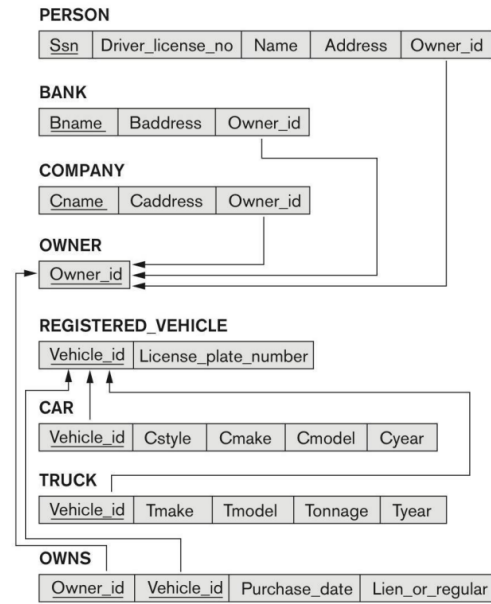 PERSON
Ssn Driver_license_no Name Address Owner_id
BANK
Bname Baddress Owner_id
COMPANY
Cname Caddress Owner_id
OWNER
Owner_id
REGISTERED_VEHICLE
Vehicle_id License_plate_number
CAR
Vehicle_id Cstyle Cmake Cmodel Cyear
TRUCK
Vehicle_id Tmake Tmodel Tonnage Tyear
OWNS
Owner_id Vehicle_id Purchase_date Lien_or_regular